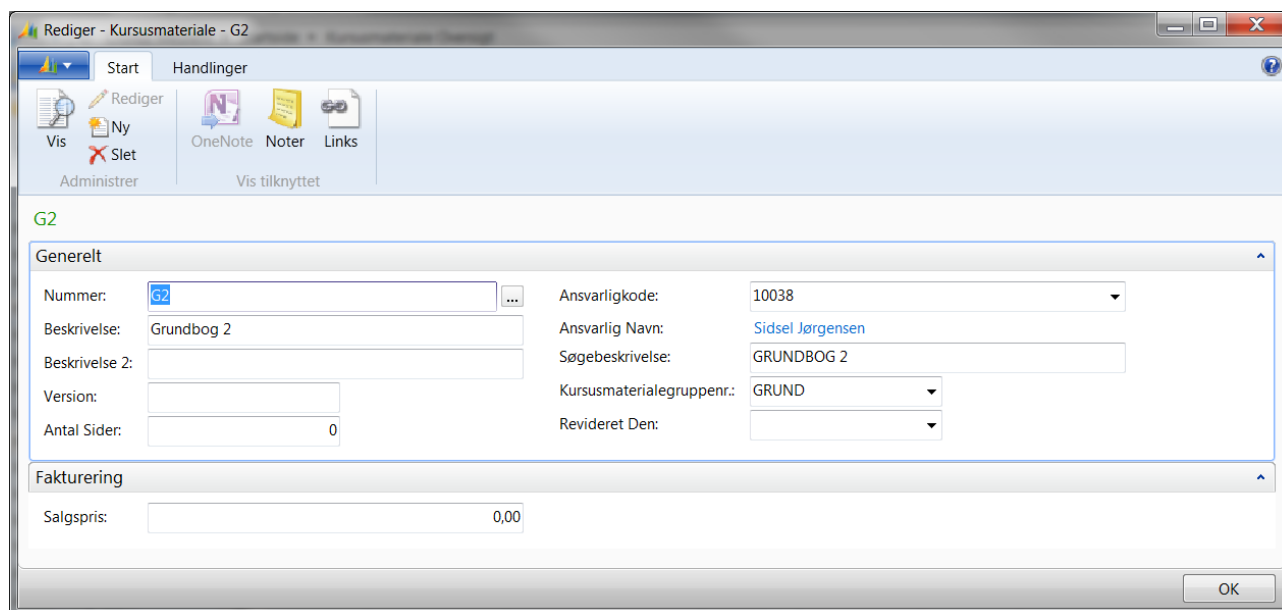 Rediger - Kursusmateriale - G2
Start Handlinger
Vis
Rediger
Ny
Slet
OneNote Noter Links
Administrer Vis tilknyttet
G2
Generelt
Nummer: G2 ...
Beskrivelse: Grundbog 2
Beskrivelse 2:
Version:
Antal Sider: 0
Ansvarligkode: 10038
Ansvarlig Navn: Sidsel Jørgensen
Søgebeskrivelse: GRUNDBOG 2
Kursusmaterialegruppenr.: GRUND
Revideret Den:
Fakturering
Salgspris: 0,00
OK